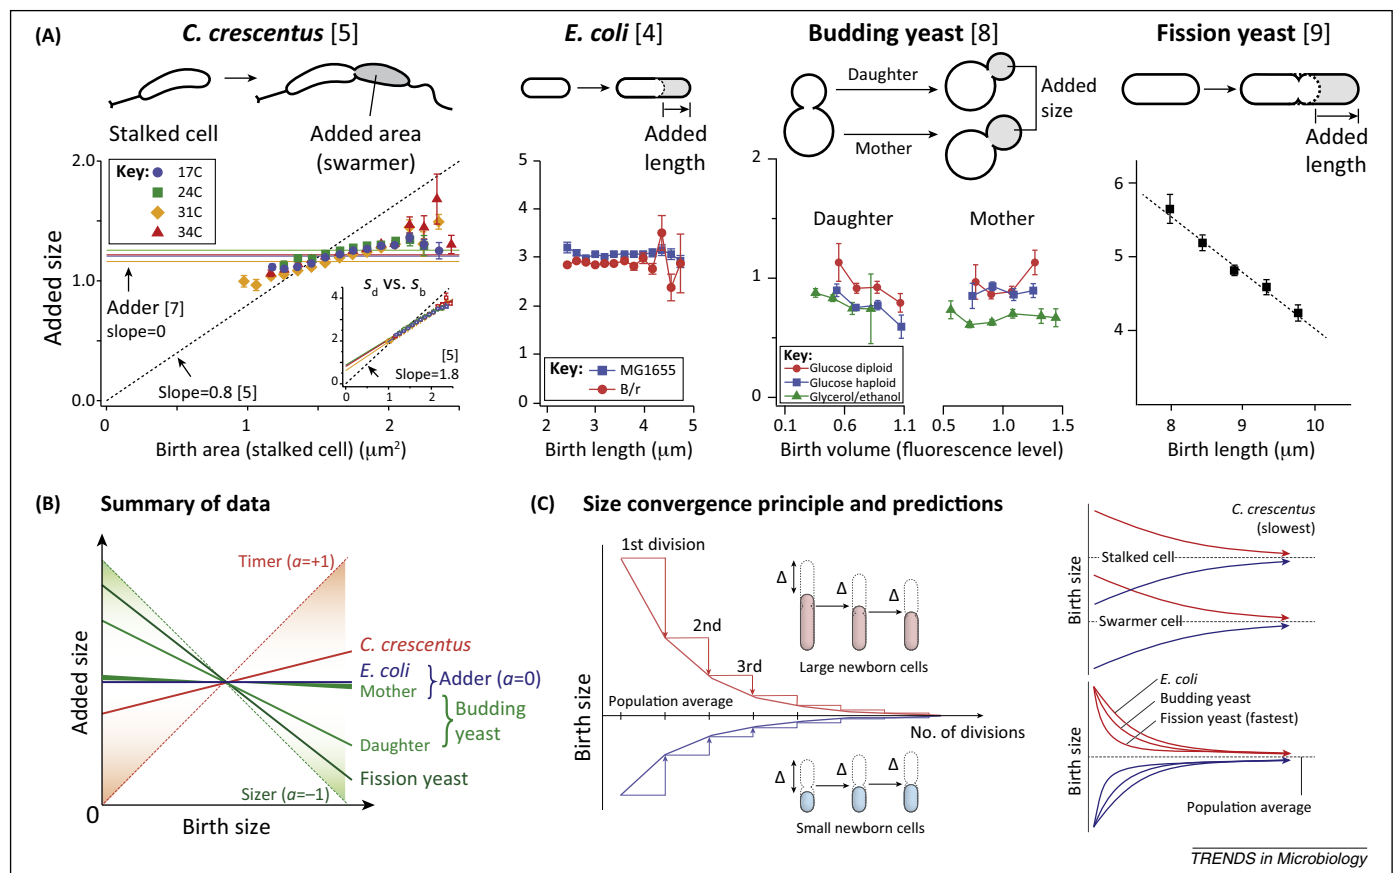 (A)
C. crescentus [5]
E. coli [4]
Budding yeast [8]
Fission yeast [9]
Stalked cell
Added area
(swarmer)
Added
length
Daughter
Mother
Added
size
Added
length
Added size
2.0
1.0
0.0
Key:
17C
24C
31C
34C
Adder [7]
slope=0
Slope=0.8 [5]
sd vs. sb
4
2
0
[5]
Slope=1.8
0
1
2
0
1
2
Birth area (stalked cell) (μm2)
5
4
3
2
1
0
Key:
MG1655
B/r
2
3
4
5
Birth length (μm)
2
1
0
Daughter
Mother
Key:
Glucose diploid
Glucose haploid
Glycerol/ethanol
0.1
0.6
1.1
0.5
1.0
1.5
Birth volume (fluorescence level)
6
5
4
8
9
10
Birth length (μm)
(B)
Summary of data
Added size
Timer (a=+1)
C. crescentus
E. coli
Mother
Adder (a=0)
Budding
yeast
Daughter
Fission yeast
Sizer (a=–1)
0
Birth size
(C)
Size convergence principle and predictions
Birth size
1st division
2nd
3rd
Population average
No. of divisions
Δ
Δ
Δ
Large newborn cells
Δ
Δ
Δ
Small newborn cells
Birth size
C. crescentus
(slowest)
Stalked cell
Swarmer cell
Birth size
E. coli
Budding yeast
Fission yeast (fastest)
Population average
TRENDS in Microbiology